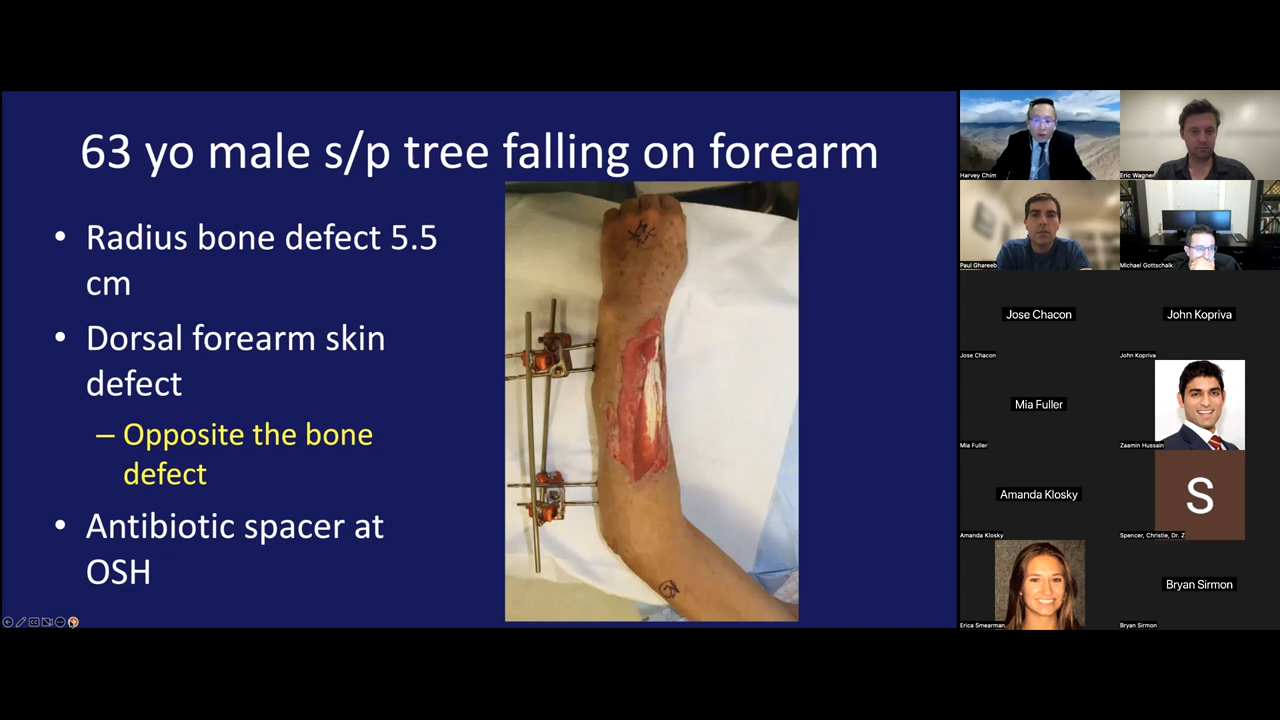 63 yo male s/p tree falling on forearm
• Radius bone defect 5.5
cm
• Dorsal forearm skin
defect
– Opposite the bone
defect
• Antibiotic spacer at
OSH
Harvey Chim
Eric Wagner
Paul Ghareeb
Michael Gottschalk
Jose Chacon
Jose Chacon
John Kopriva
John Kopriva
Mia Fuller
Mia Fuller
Zaamin Hussain
Amanda Klosky
Amanda Klosky
S
Spencer, Christie, Dr. Z
Erica Smearman
Bryan Sirmon
Bryan Sirmon